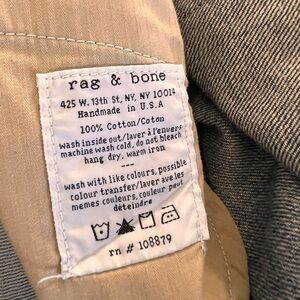 rag & bone
425 W. 13th St, NY, NY 10014
Handmade in U.S.A
100% Cotton/Coton
wash inside out/laver à l'envers
machine wash cold, do not bleach
hang dry, warm iron
---
wash with like colours, possible
colour transfer/laver avec les
memes couleurs, couleur peut
déteindre
rn # 108879